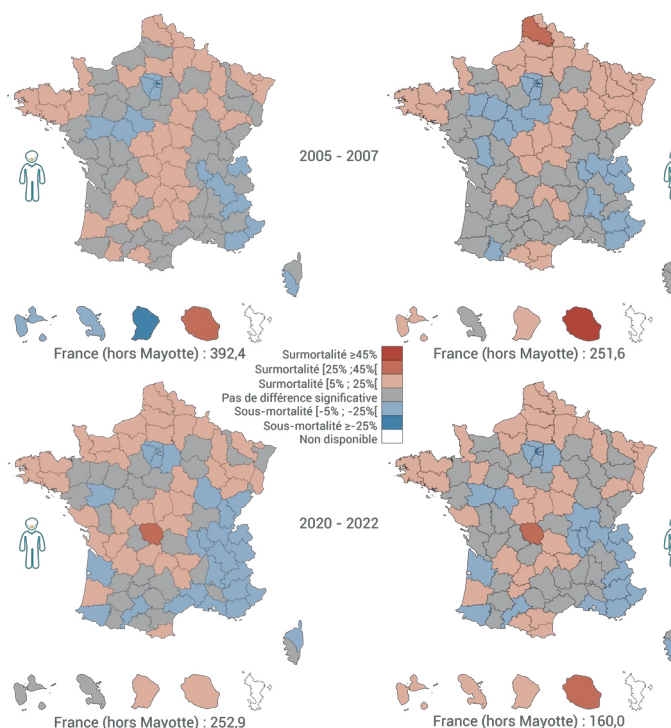 2005 - 2007
France (hors Mayotte) : 392,4
France (hors Mayotte) : 251,6
Surmortalité ≥45%
Surmortalité [25% ;45%[
Surmortalité [5% ; 25%[
Pas de différence significative
Sous-mortalité [-5% ; -25%[
Sous-mortalité ≥-25%
Non disponible
2020 - 2022
France (hors Mayotte) : 252,9
France (hors Mayotte) : 160,0